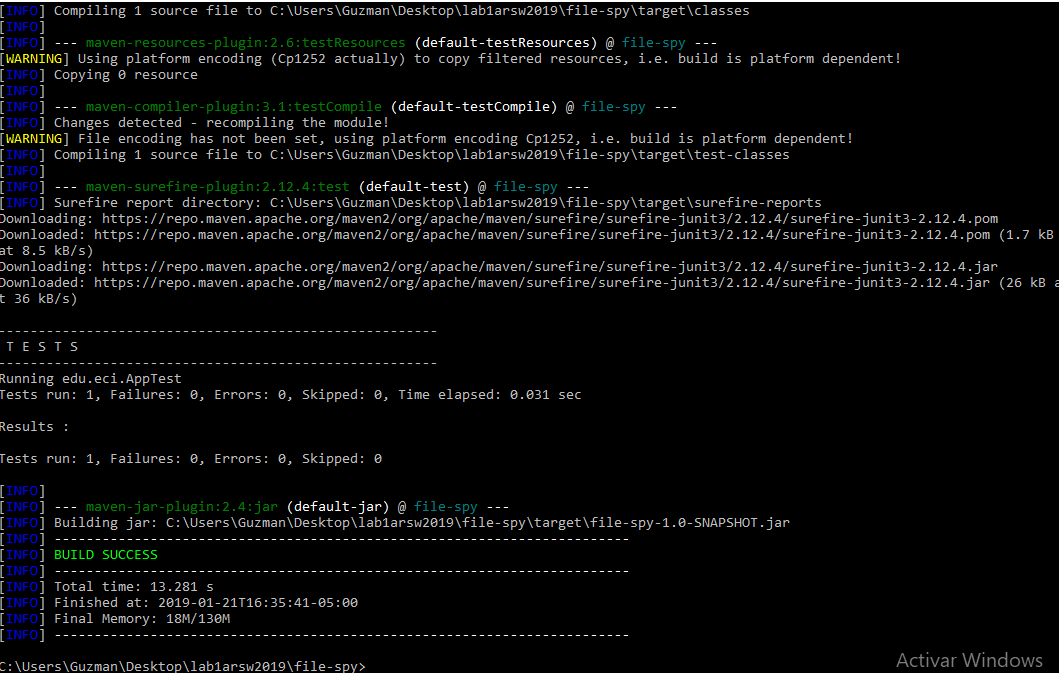 [INFO] Compiling 1 source file to C:\Users\Guzman\Desktop\lab1arsw2019\file-spy\target\classes
[INFO]
[INFO] --- maven-resources-plugin:2.6:testResources (default-testResources) @ file-spy ---
[WARNING] Using platform encoding (Cp1252 actually) to copy filtered resources, i.e. build is platform dependent!
[INFO] Copying 0 resource
[INFO]
[INFO] --- maven-compiler-plugin:3.1:testCompile (default-testCompile) @ file-spy ---
[INFO] Changes detected - recompiling the module!
[WARNING] File encoding has not been set, using platform encoding Cp1252, i.e. build is platform dependent!
[INFO] Compiling 1 source file to C:\Users\Guzman\Desktop\lab1arsw2019\file-spy\target\test-classes
[INFO]
[INFO] --- maven-surefire-plugin:2.12.4:test (default-test) @ file-spy ---
[INFO] Surefire report directory: C:\Users\Guzman\Desktop\lab1arsw2019\file-spy\target\surefire-reports
Downloading: https://repo.maven.apache.org/maven2/org/apache/maven/surefire/surefire-junit3/2.12.4/surefire-junit3-2.12.4.pom
Downloaded: https://repo.maven.apache.org/maven2/org/apache/maven/surefire/surefire-junit3/2.12.4/surefire-junit3-2.12.4.pom (1.7 kB
at 8.5 kB/s)
Downloading: https://repo.maven.apache.org/maven2/org/apache/maven/surefire/surefire-junit3/2.12.4/surefire-junit3-2.12.4.jar
Downloaded: https://repo.maven.apache.org/maven2/org/apache/maven/surefire/surefire-junit3/2.12.4/surefire-junit3-2.12.4.jar (26 kB a
t 36 kB/s)
-------------------------------------------------------
T E S T S
-------------------------------------------------------
Running edu.eci.AppTest
Tests run: 1, Failures: 0, Errors: 0, Skipped: 0, Time elapsed: 0.031 sec
Results :
Tests run: 1, Failures: 0, Errors: 0, Skipped: 0
[INFO]
[INFO] --- maven-jar-plugin:2.4:jar (default-jar) @ file-spy ---
[INFO] Building jar: C:\Users\Guzman\Desktop\lab1arsw2019\file-spy\target\file-spy-1.0-SNAPSHOT.jar
[INFO] ------------------------------------------------------------------------
[INFO] BUILD SUCCESS
[INFO] ------------------------------------------------------------------------
[INFO] Total time: 13.281 s
[INFO] Finished at: 2019-01-21T16:35:41-05:00
[INFO] Final Memory: 18M/130M
[INFO] ------------------------------------------------------------------------
C:\Users\Guzman\Desktop\lab1arsw2019\file-spy>
Activar Windows